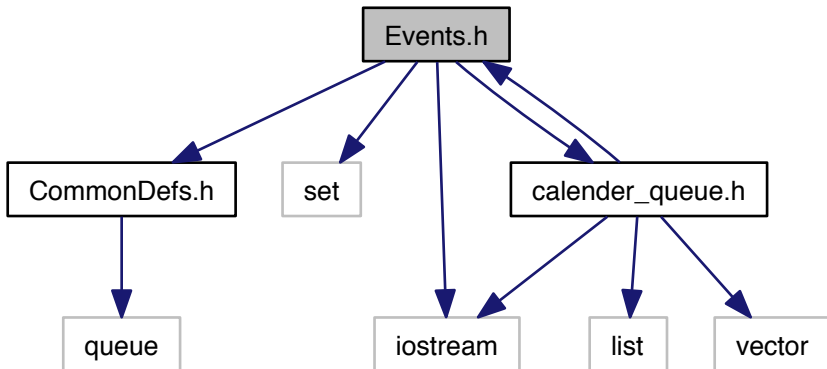 Events.h
CommonDefs.h
set
calender_queue.h
queue
iostream
list
vector